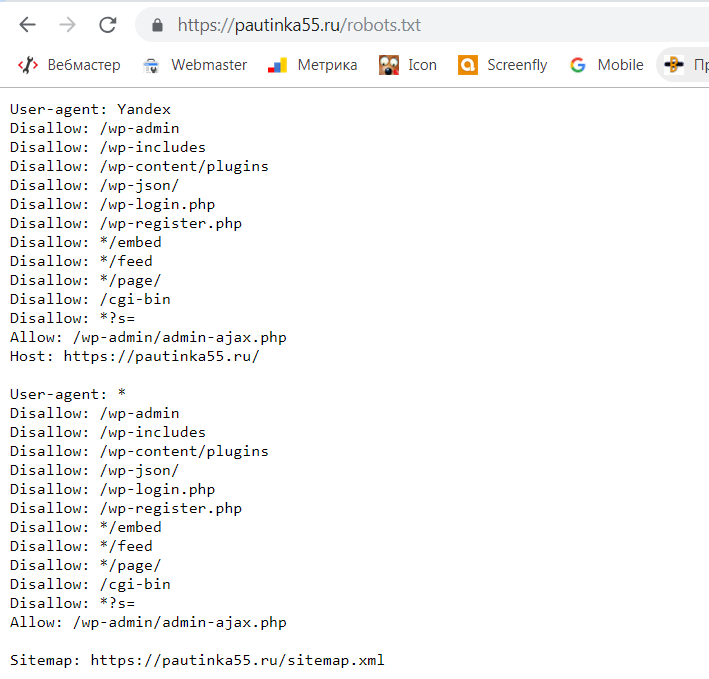 https://pautinka55.ru/robots.txt
Вебмастер Webmaster Метрика Icon Screenfly Mobile
User-agent: Yandex
Disallow: /wp-admin
Disallow: /wp-includes
Disallow: /wp-content/plugins
Disallow: /wp-json/
Disallow: /wp-login.php
Disallow: /wp-register.php
Disallow: */embed
Disallow: */feed
Disallow: */page/
Disallow: /cgi-bin
Disallow: *?s=
Allow: /wp-admin/admin-ajax.php
Host: https://pautinka55.ru/
User-agent: *
Disallow: /wp-admin
Disallow: /wp-includes
Disallow: /wp-content/plugins
Disallow: /wp-json/
Disallow: /wp-login.php
Disallow: /wp-register.php
Disallow: */embed
Disallow: */feed
Disallow: */page/
Disallow: /cgi-bin
Disallow: *?s=
Allow: /wp-admin/admin-ajax.php
Sitemap: https://pautinka55.ru/sitemap.xml